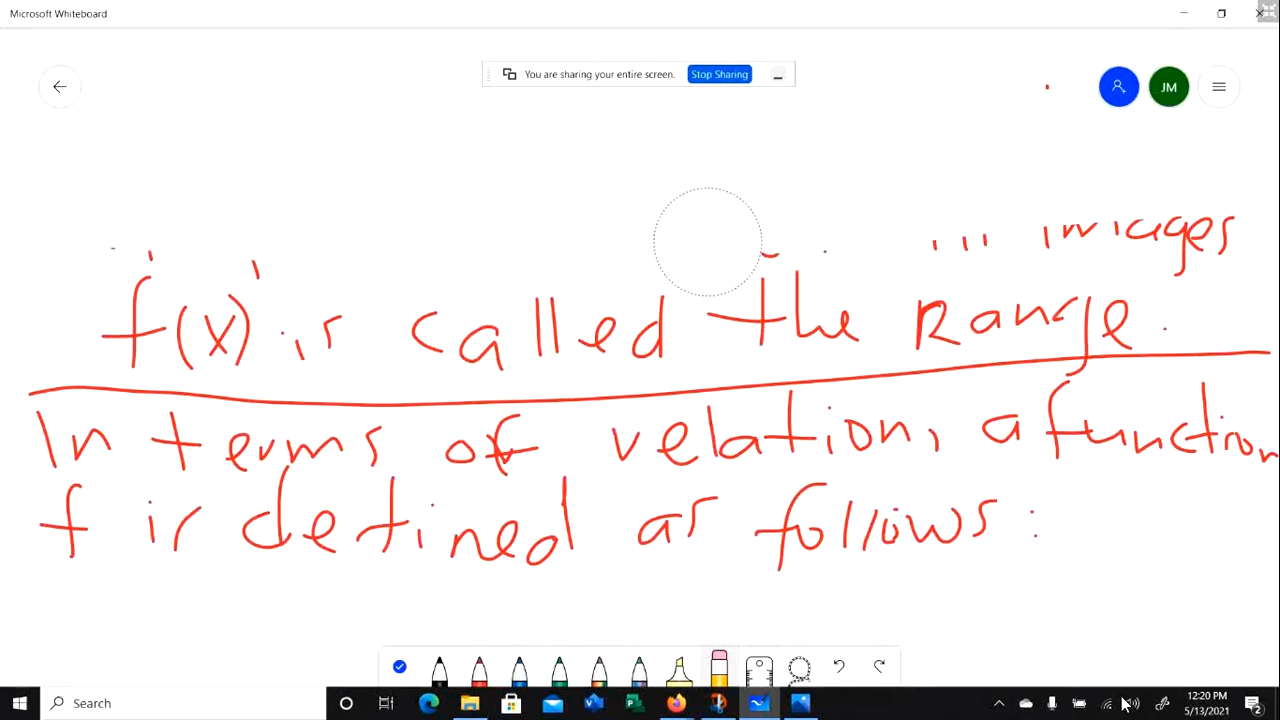 Microsoft Whiteboard
You are sharing your entire screen. Stop Sharing
JM
images
f(x) is called the Range.
In terms of relation, a function
f is defined as follows:
Search
12:20 PM
5/13/2021
2